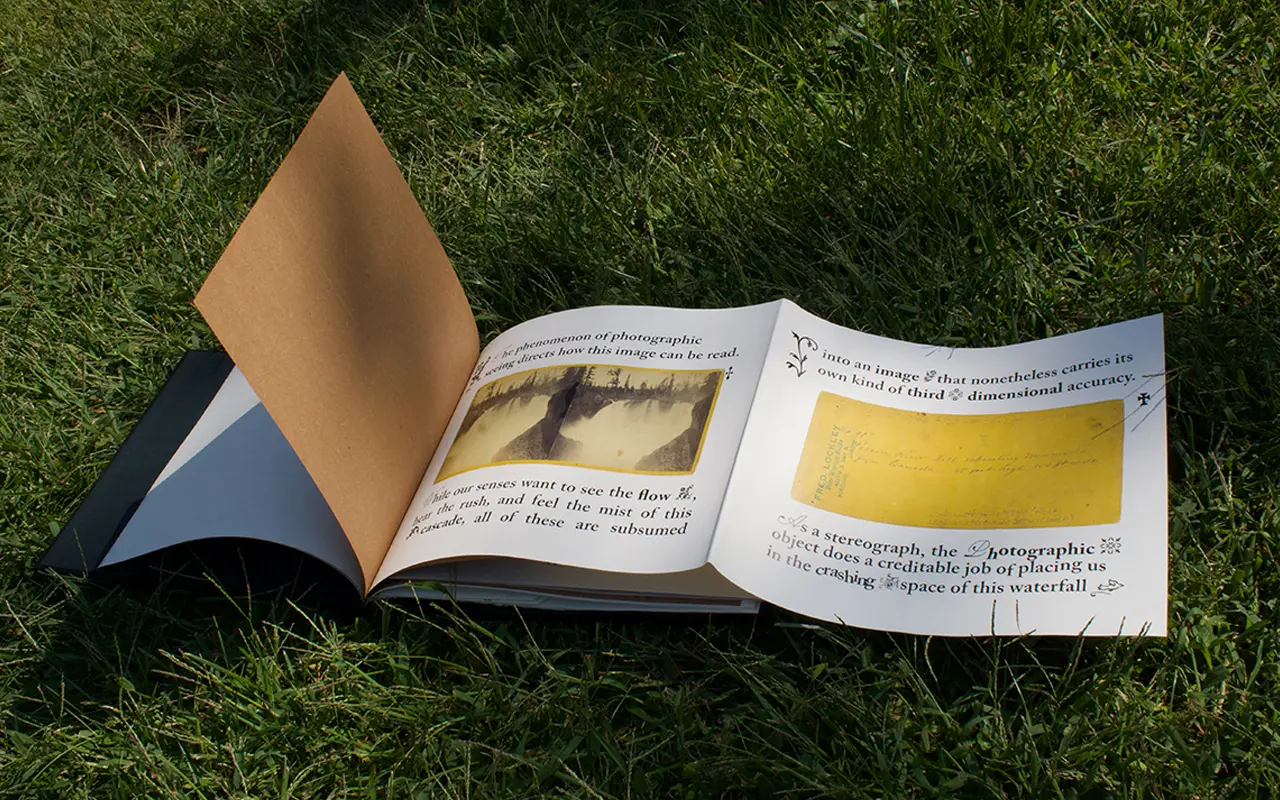 The phenomenon of photographic
seeing directs how this image can be read.
While our senses want to see the flow,
hear the rush, and feel the mist of this
cascade, all of these are subsumed
into an image that nonetheless carries its
own kind of third dimensional accuracy.
FRED LOCKLEY
As a stereograph, the Photographic
object does a creditable job of placing us
in the crashing space of this waterfall